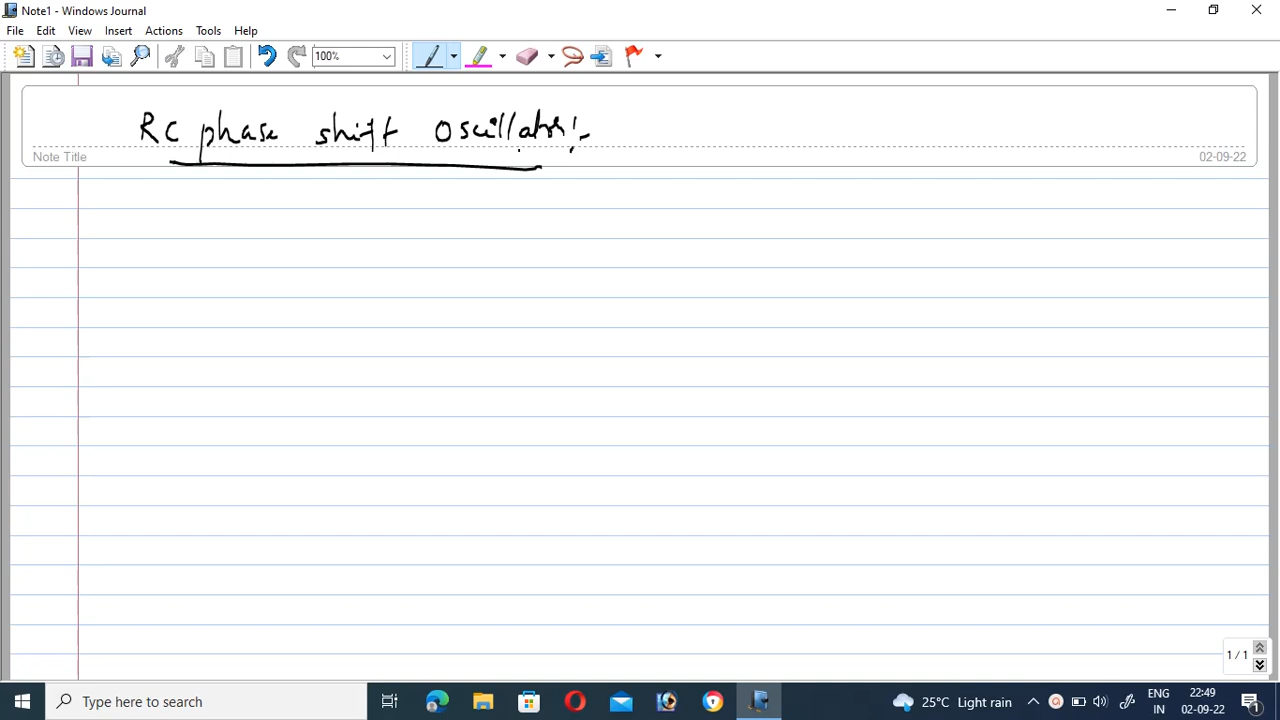 Note1 - Windows Journal
File Edit View Insert Actions Tools Help
100%
RC phase shift Oscillator:-
Note Title
02-09-22
1 / 1
Type here to search
25°C Light rain
ENG
IN
22:49
02-09-22
1